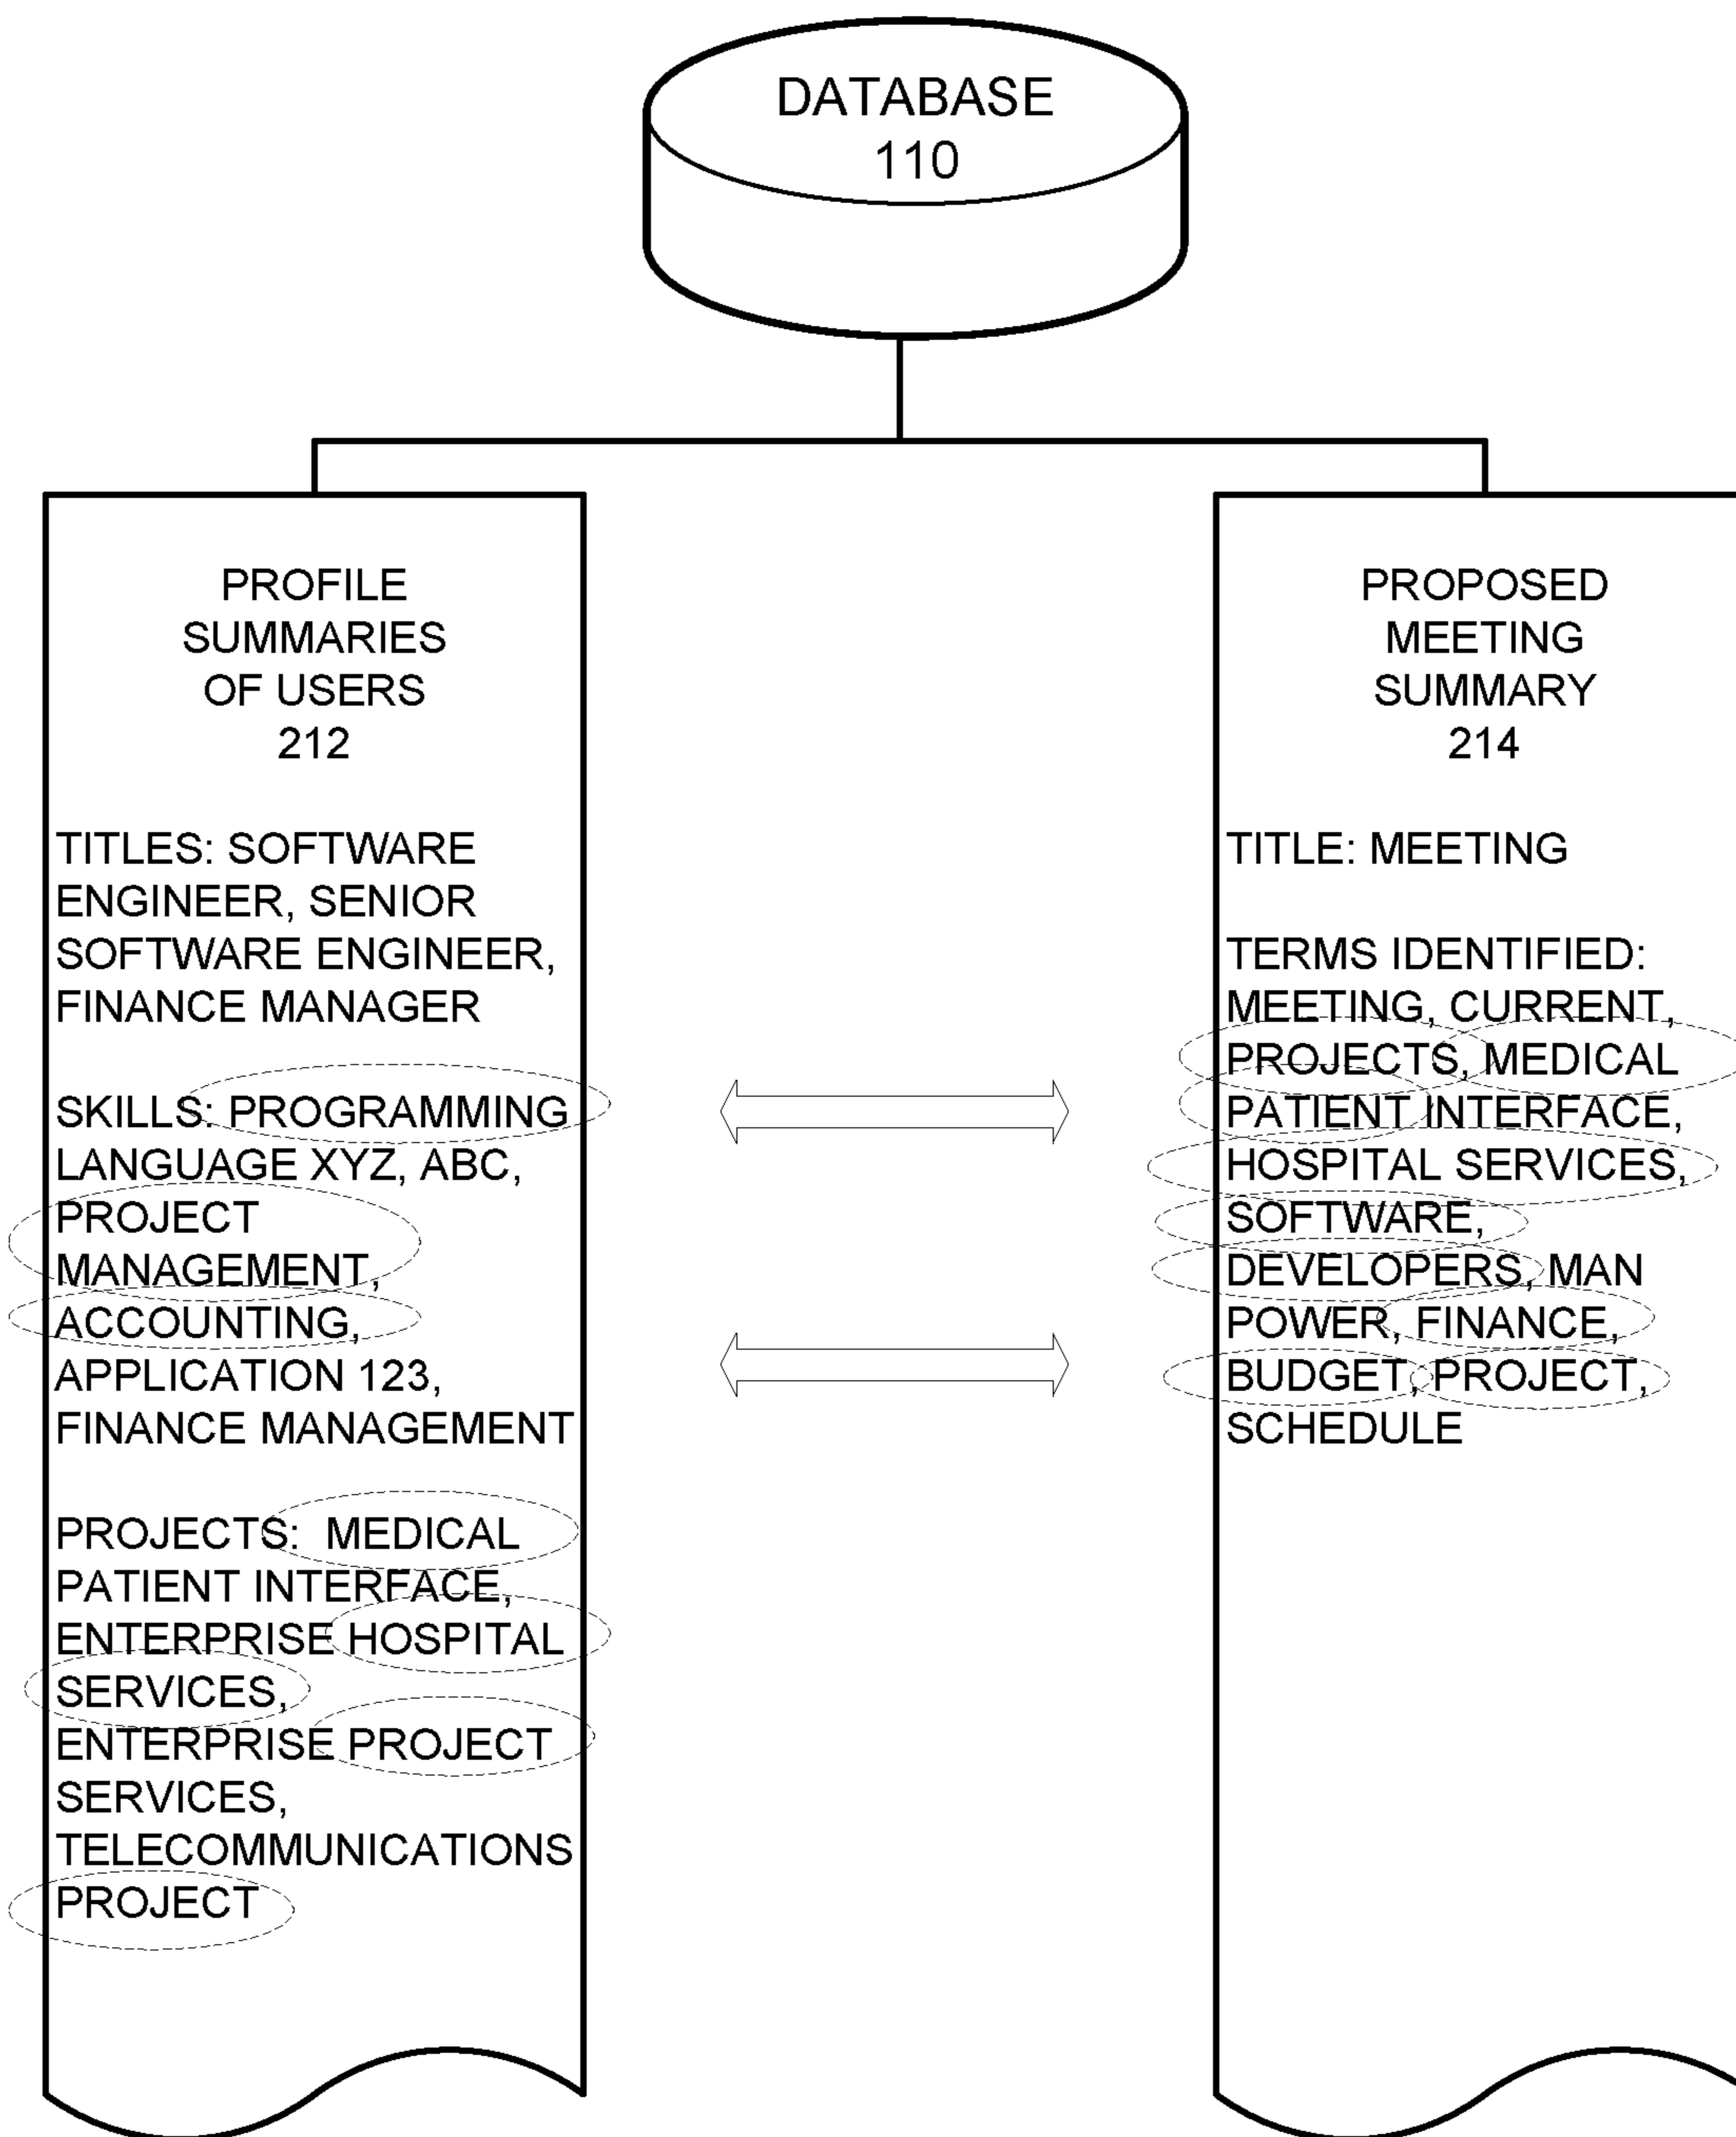 DATABASE
110
PROFILE
SUMMARIES
OF USERS
212
TITLES: SOFTWARE
ENGINEER, SENIOR
SOFTWARE ENGINEER,
FINANCE MANAGER
SKILLS: PROGRAMMING
LANGUAGE XYZ, ABC,
PROJECT
MANAGEMENT,
ACCOUNTING,
APPLICATION 123,
FINANCE MANAGEMENT
PROJECTS: MEDICAL
PATIENT INTERFACE,
ENTERPRISE HOSPITAL
SERVICES,
ENTERPRISE PROJECT
SERVICES,
TELECOMMUNICATIONS
PROJECT
PROPOSED
MEETING
SUMMARY
214
TITLE: MEETING
TERMS IDENTIFIED:
MEETING, CURRENT,
PROJECTS, MEDICAL
PATIENT INTERFACE,
HOSPITAL SERVICES,
SOFTWARE,
DEVELOPERS, MAN
POWER, FINANCE,
BUDGET, PROJECT,
SCHEDULE